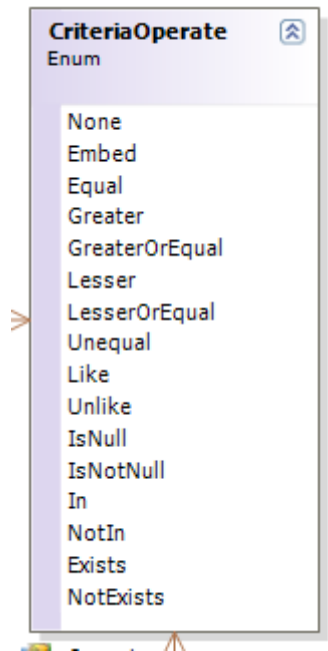 CriteriaOperate
Enum
None
Embed
Equal
Greater
GreaterOrEqual
Lesser
LesserOrEqual
Unequal
Like
Unlike
IsNull
IsNotNull
In
NotIn
Exists
NotExists